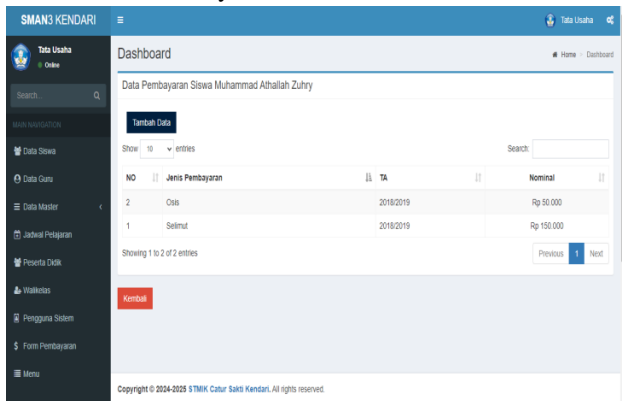 SMAN3 KENDARI
Tata Usaha
Tata Usaha
Online
Dashboard
Home
Dashboard
Search...
Data Pembayaran Siswa Muhammad Athallah Zuhry
MAIN NAVIGATION
Tambah Data
Data Siswa
Show 10 entries
Search:
Data Guru
NO Jenis Pembayaran TA Nominal
Data Master
2 Osis 2018/2019 Rp 50.000
Jadwal Pelajaran
1 Selimut 2018/2019 Rp 150.000
Peserta Didik
Showing 1 to 2 of 2 entries
Previous 1 Next
Walikelas
Kembali
Pengguna Sistem
Form Pembayaran
Menu
Copyright © 2024-2025 STMIK Catur Sakti Kendari. All rights reserved.